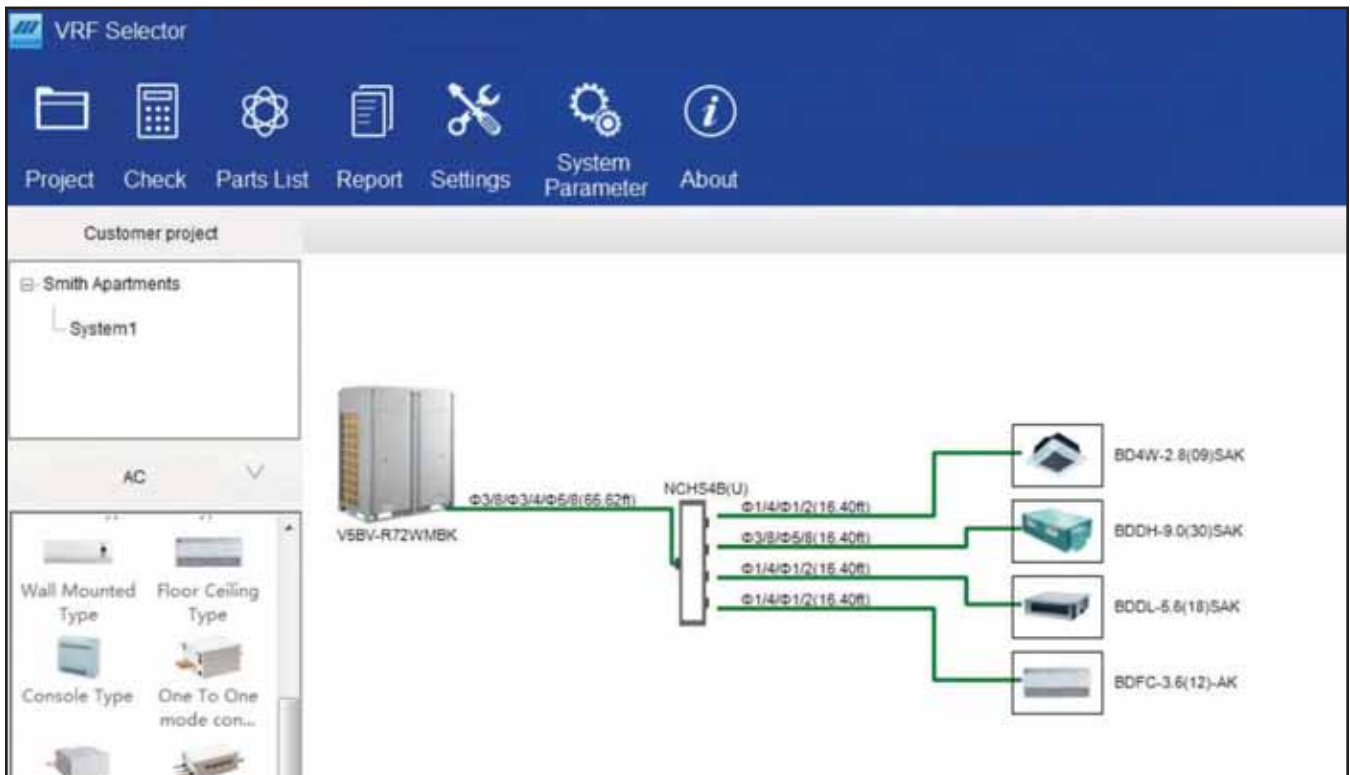 VRF Selector
Project
Check
Parts List
Report
Settings
System
Parameter
About
Customer project
Smith Apartments
System1
AC
Wall Mounted
Type
Floor Ceiling
Type
Console Type
One To One
mode con...
V5BV-R72WMBK
Φ3/8/Φ3/4/Φ5/8(65.62ft)
NCHS4B(U)
Φ1/4/Φ1/2(16.40ft)
Φ3/8/Φ5/8(16.40ft)
Φ1/4/Φ1/2(16.40ft)
Φ1/4/Φ1/2(16.40ft)
BD4W-2.8(09)SAK
BDDH-9.0(30)SAK
BDDL-5.6(18)SAK
BDFC-3.6(12)-AK